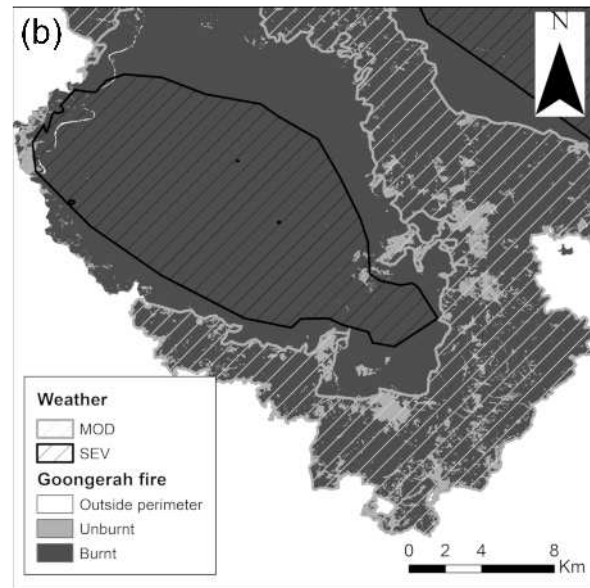 (b)
N
Weather
MOD
SEV
Goongerah fire
Outside perimeter
Unburnt
Burnt
0 2 4 8
Km